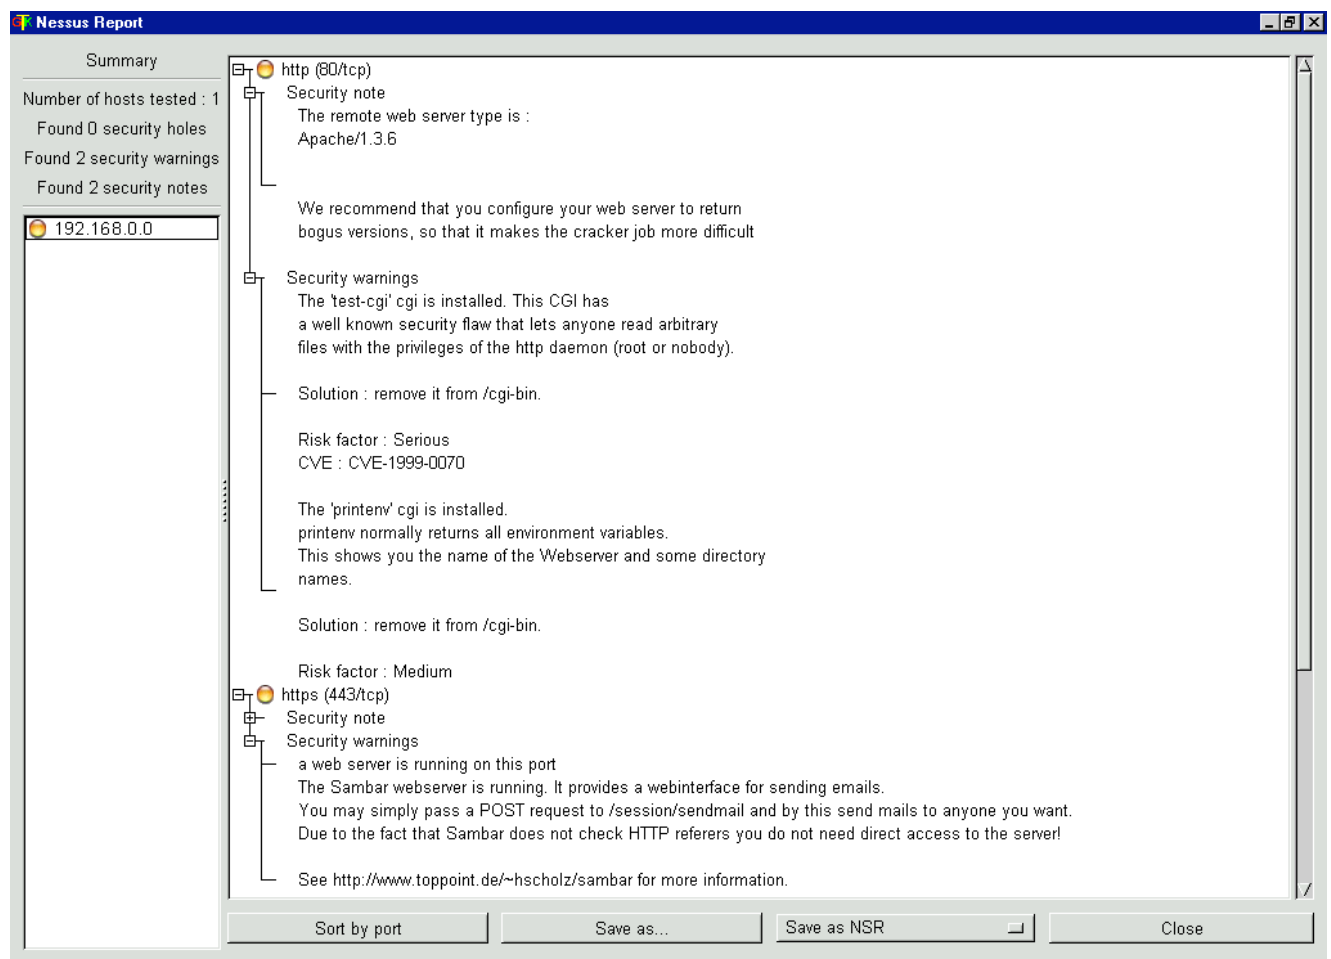 GTK Nessus Report
Summary
Number of hosts tested : 1
Found 0 security holes
Found 2 security warnings
Found 2 security notes
192.168.0.0
http (80/tcp)
Security note
The remote web server type is :
Apache/1.3.6
We recommend that you configure your web server to return
bogus versions, so that it makes the cracker job more difficult
Security warnings
The 'test-cgi' cgi is installed. This CGI has
a well known security flaw that lets anyone read arbitrary
files with the privileges of the http daemon (root or nobody).
Solution : remove it from /cgi-bin.
Risk factor : Serious
CVE : CVE-1999-0070
The 'printenv' cgi is installed.
printenv normally returns all environment variables.
This shows you the name of the Webserver and some directory
names.
Solution : remove it from /cgi-bin.
Risk factor : Medium
https (443/tcp)
Security note
Security warnings
a web server is running on this port
The Sambar webserver is running. It provides a webinterface for sending emails.
You may simply pass a POST request to /session/sendmail and by this send mails to anyone you want.
Due to the fact that Sambar does not check HTTP referers you do not need direct access to the server!
See http://www.toppoint.de/~hscholz/sambar for more information.
Sort by port
Save as...
Save as NSR
Close